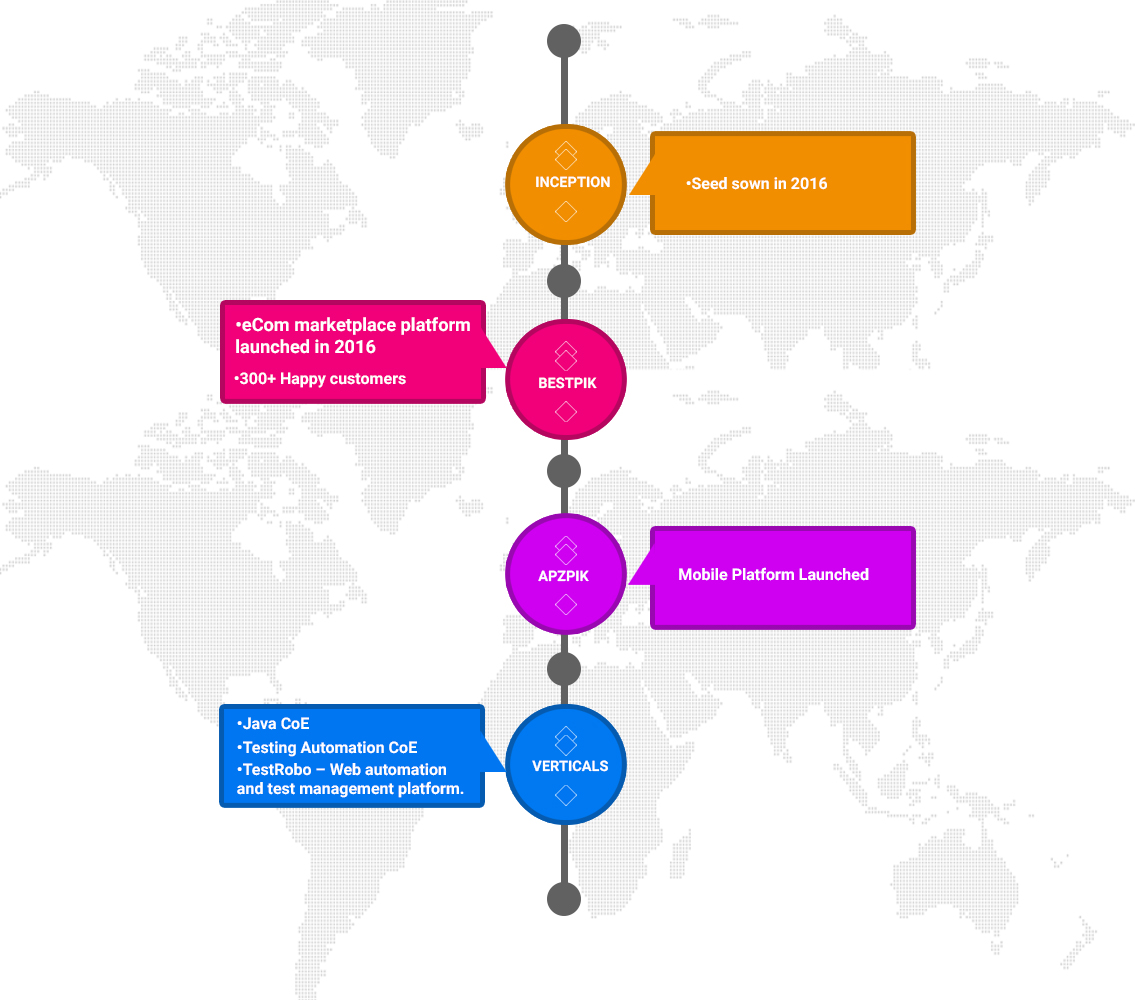 INCEPTION
•Seed sown in 2016
•eCom marketplace platform
launched in 2016
•300+ Happy customers
BESTPIK
APZPIK
Mobile Platform Launched
•Java CoE
•Testing Automation CoE
•TestRobo – Web automation
and test management platform.
VERTICALS